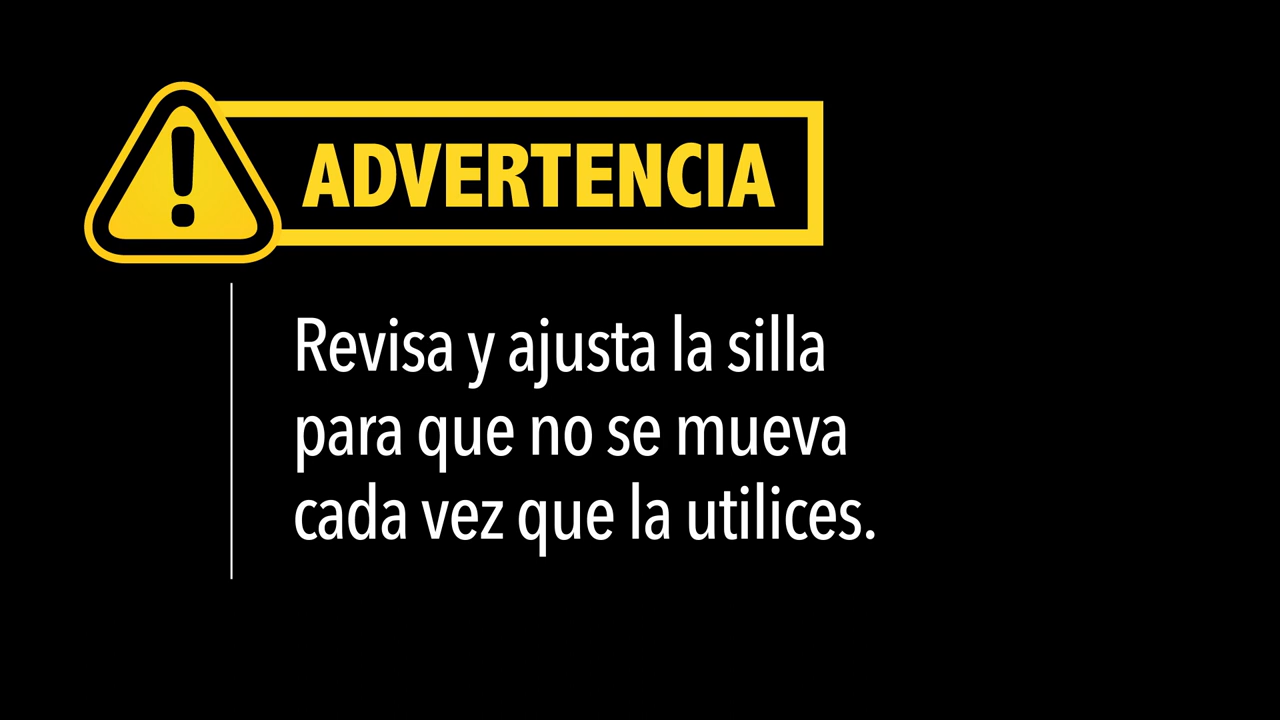 ADVERTENCIA
Revisa y ajusta la silla
para que no se mueva
cada vez que la utilices.